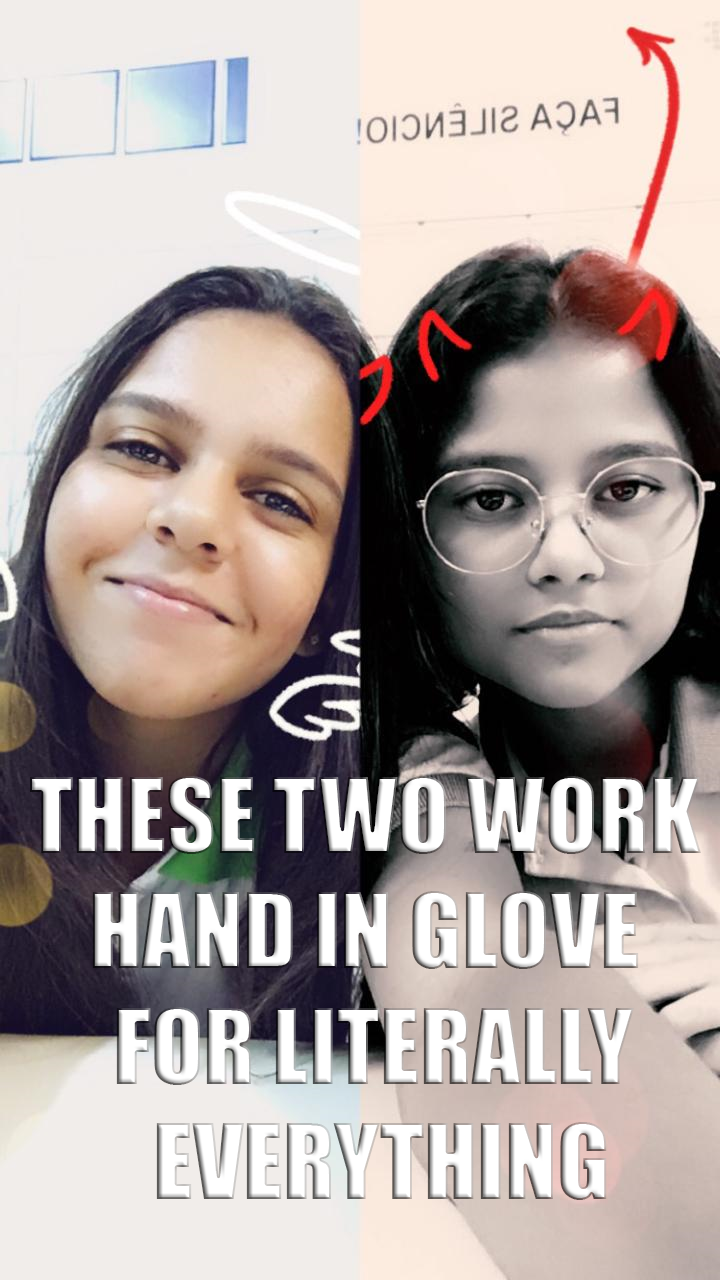 FAÇA SILÊNCIO!
THESE TWO WORK
HAND IN GLOVE
FOR LITERALLY
EVERYTHING